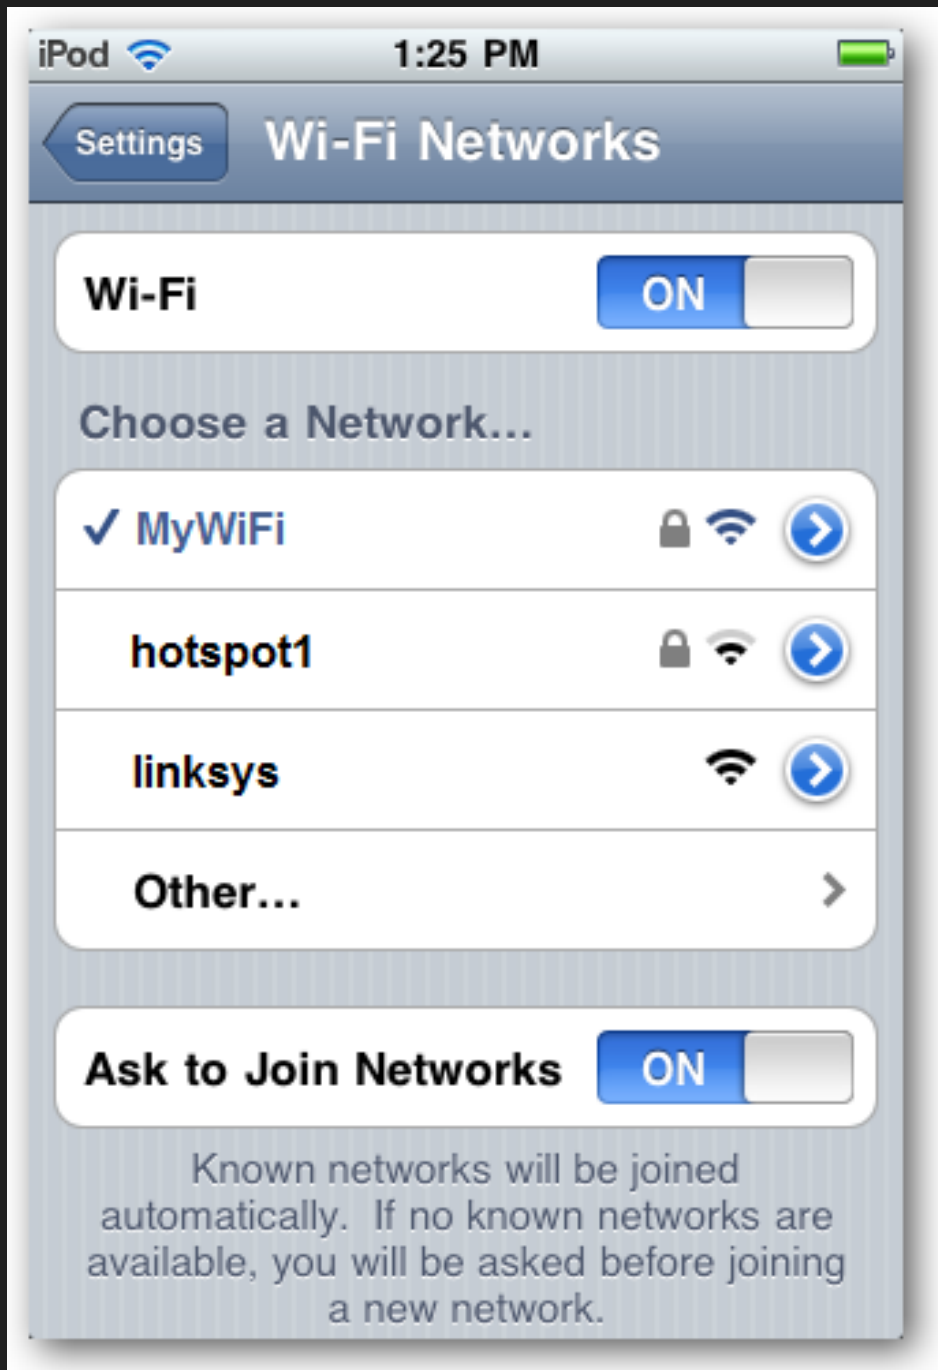 iPod 1:25 PM
Settings Wi-Fi Networks
Wi-Fi ON
Choose a Network...
MyWiFi
hotspot1
linksys
Other...
Ask to Join Networks ON
Known networks will be joined
automatically.  If no known networks are
available, you will be asked before joining
a new network.